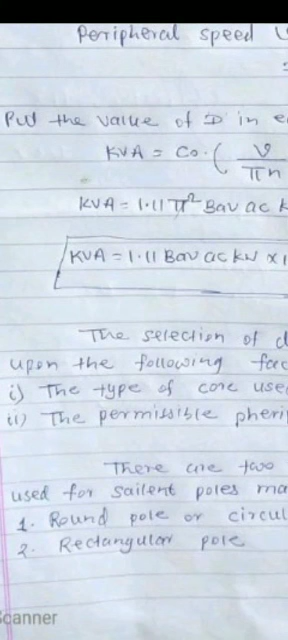 Peripheral speed
Put the value of D in
KVA = Co. ( V
πn
KVA = 1.11 π² Bav ac k
KVA = 1.11 Bav ac kw x 1
The selection of d
upon the following fac
i) The type of core use
ii) The permissible pheri
There are two
used for sailent poles ma
1. Round pole or circul
2. Rectangular pole
Scanner